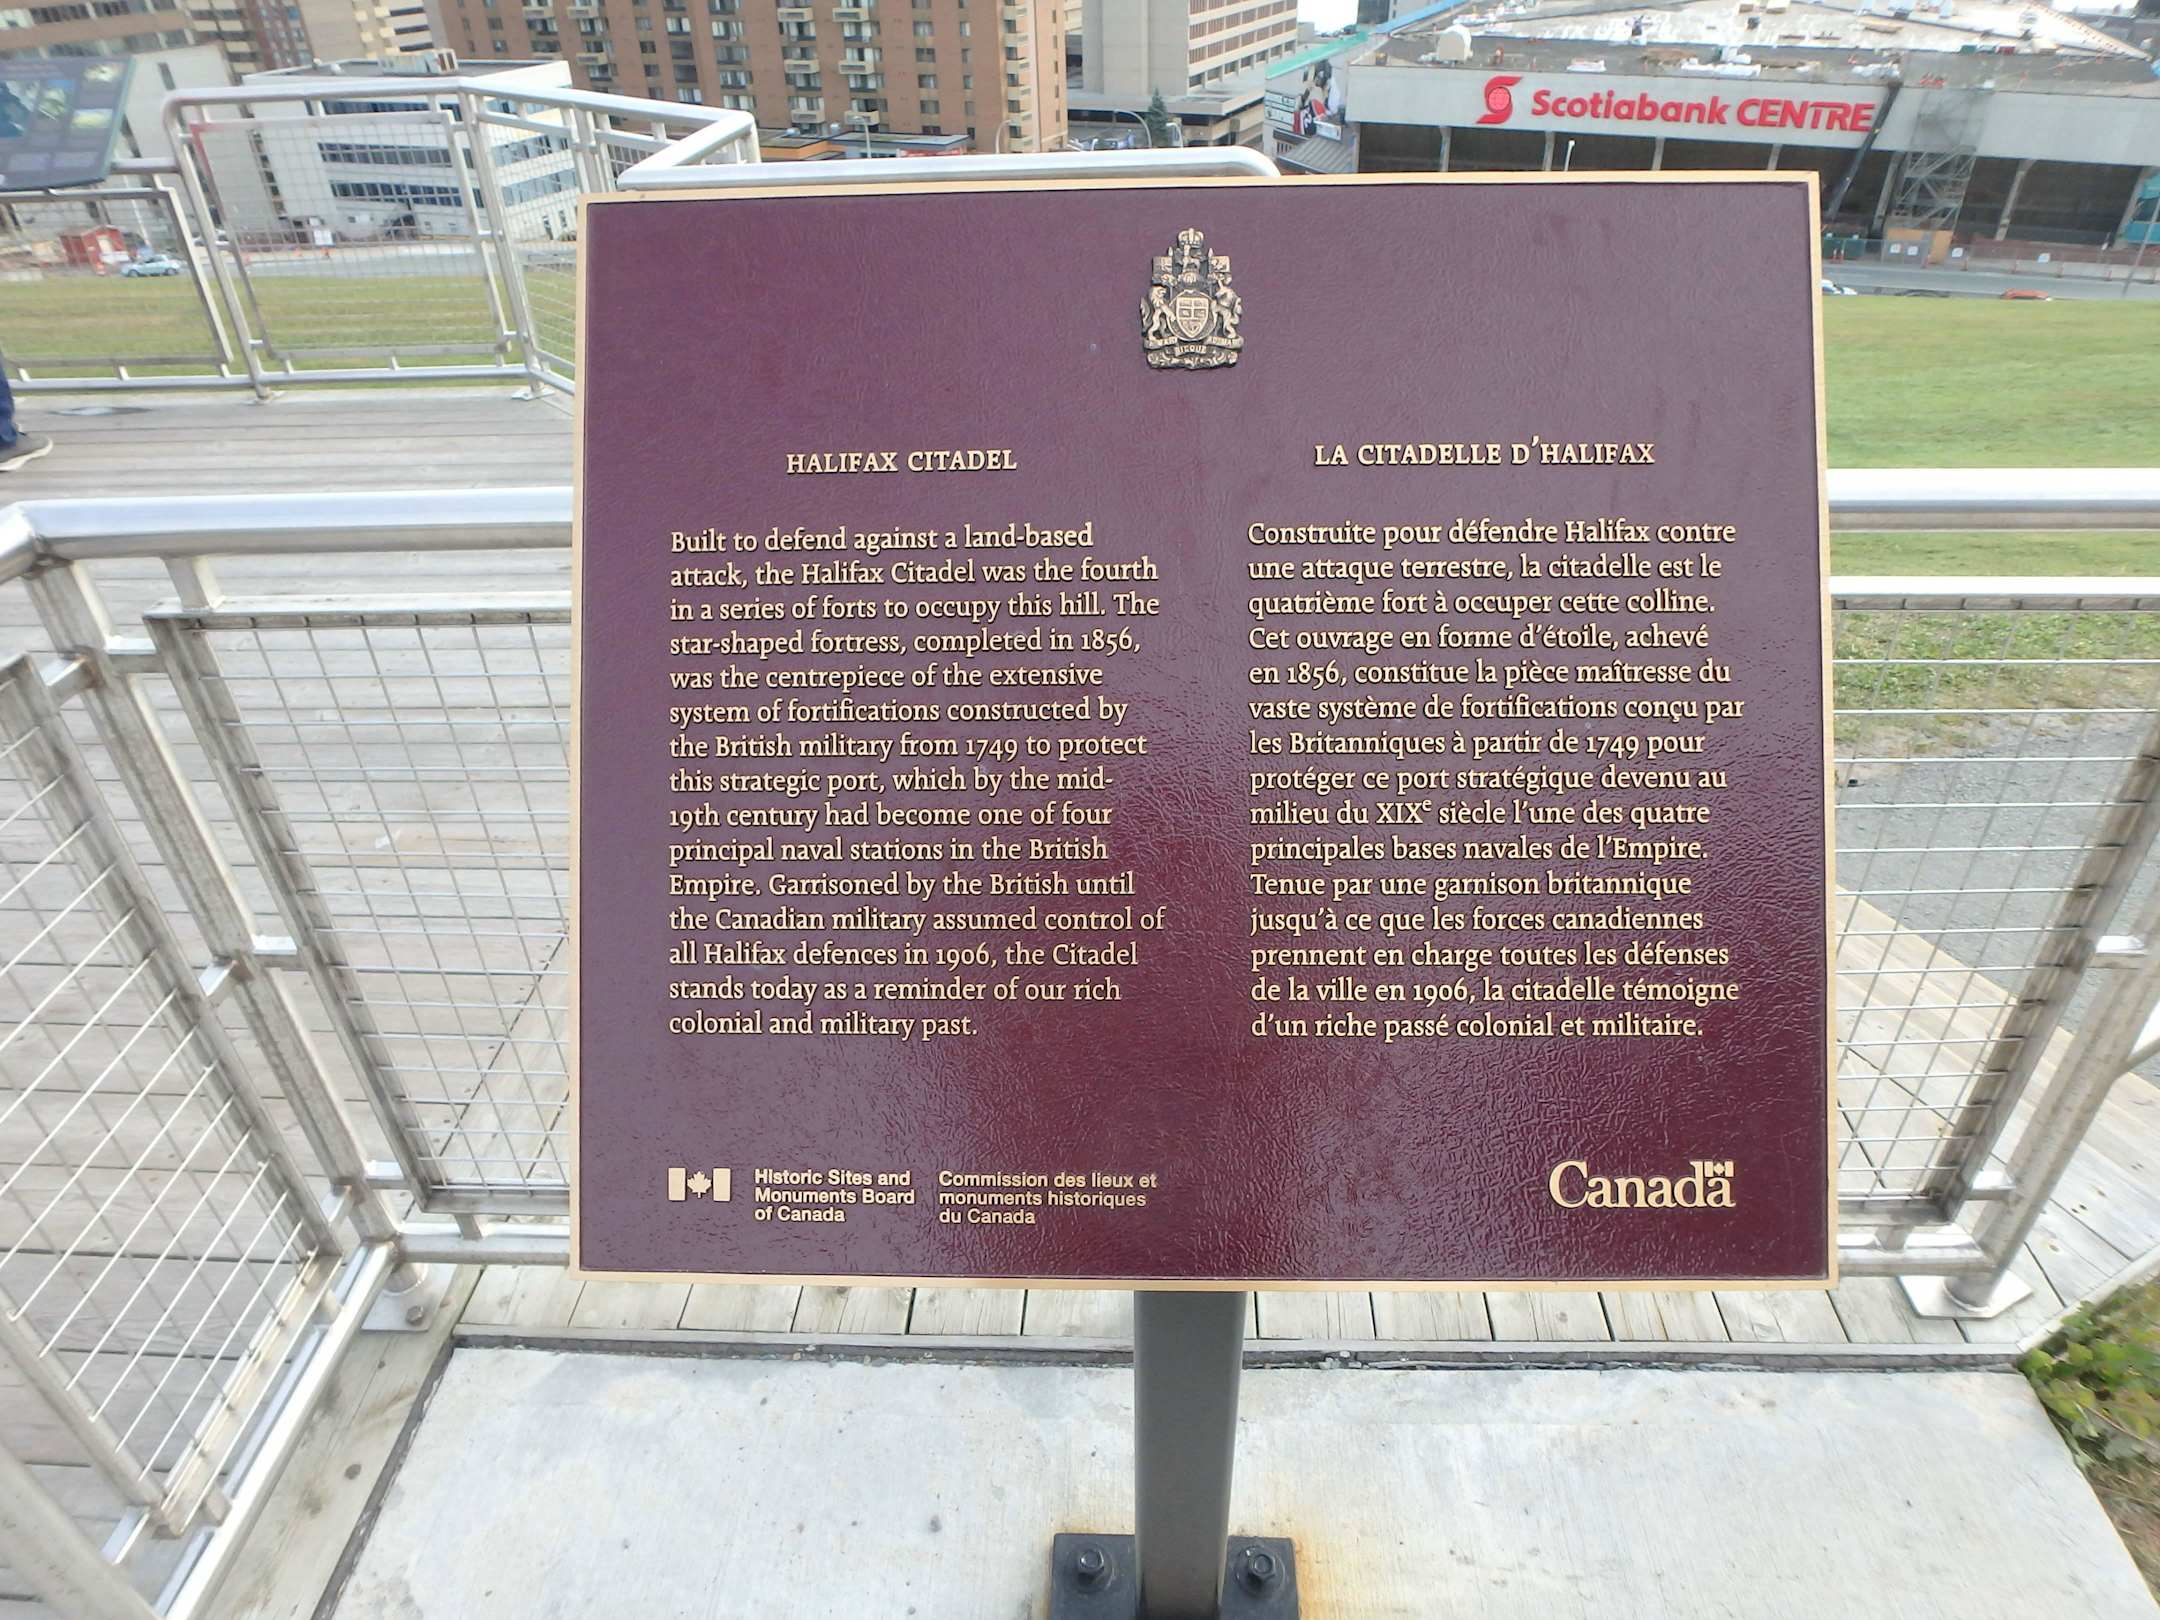 Scotiabank CENTRE
HALIFAX CITADEL
Built to defend against a land-based
attack, the Halifax Citadel was the fourth
in a series of forts to occupy this hill. The
star-shaped fortress, completed in 1856,
was the centrepiece of the extensive
system of fortifications constructed by
the British military from 1749 to protect
this strategic port, which by the mid-
19th century had become one of four
principal naval stations in the British
Empire. Garrisoned by the British until
the Canadian military assumed control of
all Halifax defences in 1906, the Citadel
stands today as a reminder of our rich
colonial and military past.
LA CITADELLE D'HALIFAX
Construite pour défendre Halifax contre
une attaque terrestre, la citadelle est le
quatrième fort à occuper cette colline.
Cet ouvrage en forme d'étoile, achevé
en 1856, constitue la pièce maîtresse du
vaste système de fortifications conçu par
les Britanniques à partir de 1749 pour
protéger ce port stratégique devenu au
milieu du XIXe siècle l'une des quatre
principales bases navales de l'Empire.
Tenue par une garnison britannique
jusqu'à ce que les forces canadiennes
prennent en charge toutes les défenses
de la ville en 1906, la citadelle témoigne
d'un riche passé colonial et militaire.
Historic Sites and
Monuments Board
of Canada
Commission des lieux et
monuments historiques
du Canada
Canada